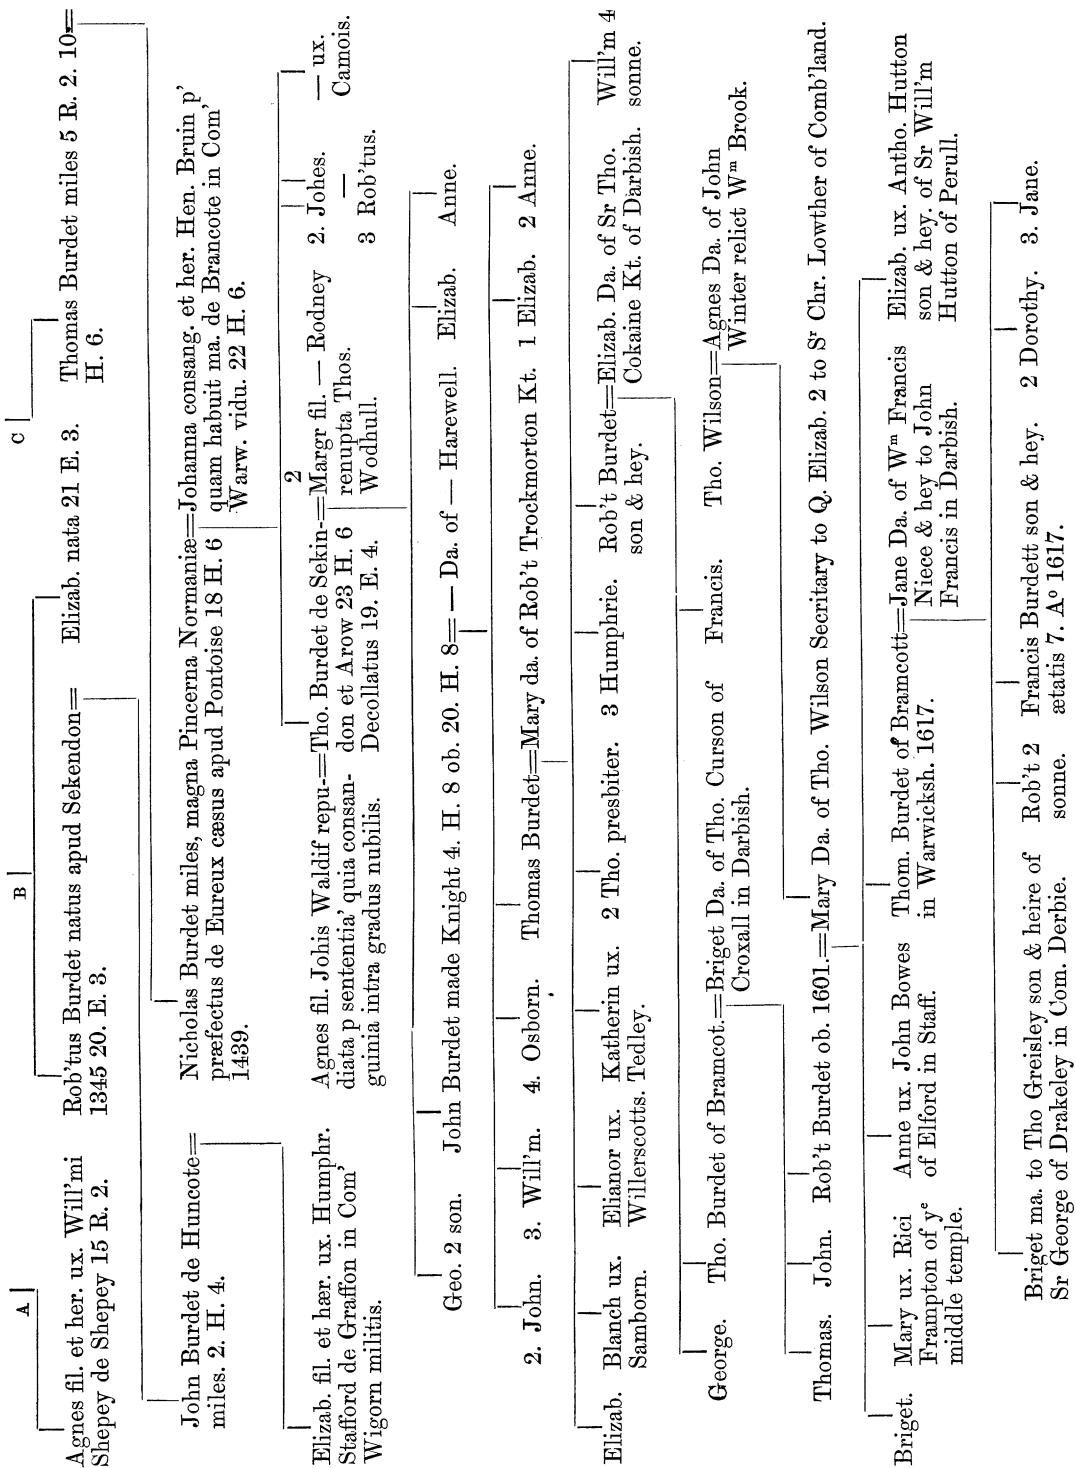 A
B
C
Agnes fil. et her. ux. Will'mi
Shepey de Shepey 15 R. 2.
Rob'tus Burdet natus apud Sekendon=
1345 20. E. 3.
Elizab. nata 21 E. 3.
Thomas Burdet miles 5 R. 2. 10=
H. 6.
John Burdet de Huncote=
miles. 2. H. 4.
Nicholas Burdet miles, magna Pincerna Normaniæ=Johanna consang. et her. Hen. Bruin p'
præfectus de Eureux cæsus apud Pontoise 18 H. 6
1439.
quam habuit ma. de Brancote in Com'
Warw. vidu. 22 H. 6.
Elizab. fil. et hær. ux. Humphr.
Stafford de Graffon in Com'
Wigorn militis.
Agnes fil. Johis Waldif repu-=Tho. Burdet de Sekin-=Margr fil. — Rodney
diata p sententia' quia consan-
guinia intra gradus nubilis.
don et Arow 23 H. 6
Decollatus 19. E. 4.
2
renupta Thos.
Wodhull.
2. Johes.
—
3 Rob'tus.
— ux.
Camois.
Geo. 2 son.
John Burdet made Knight 4. H. 8 ob. 20. H. 8= — Da. of — Harewell.
Elizab.
Anne.
2. John.
3. Will'm.
4. Osborn.
Thomas Burdet=Mary da. of Rob't Trockmorton Kt.
1 Elizab.
2 Anne.
Elizab.
Blanch ux.
Samborn.
Elianor ux.
Willerscotts.
Katherin ux.
Tedley.
2 Tho. presbiter.
3 Humphrie.
Rob't Burdet=Elizab. Da. of Sr Tho.
son & hey.
Cokaine Kt. of Darbish.
Will'm 4
sonne.
George.
Tho. Burdet of Bramcot.=Briget Da. of Tho. Curson of
Croxall in Darbish.
Francis.
Tho. Wilson=Agnes Da. of John
Winter relict Wm Brook.
Thomas.
John.
Rob't Burdet ob. 1601.=Mary Da. of Tho. Wilson Secritary to Q. Elizab. 2 to Sr Chr. Lowther of Comb'land.
Briget.
Mary ux. Rici
Frampton of ye
middle temple.
Anne ux. John Bowes
of Elford in Staff.
Thom. Burdet of Bramcott=Jane Da. of Wm Francis
in Warwicksh. 1617.
Niece & hey to John
Francis in Darbish.
Elizab. ux. Antho. Hutton
son & hey. of Sr Will'm
Hutton of Perull.
Briget ma. to Tho Greisley son & heire of
Sr George of Drakeley in Com. Derbie.
Rob't 2
sonne.
Francis Burdett son & hey.
ætatis 7. Ao 1617.
2 Dorothy.
3. Jane.